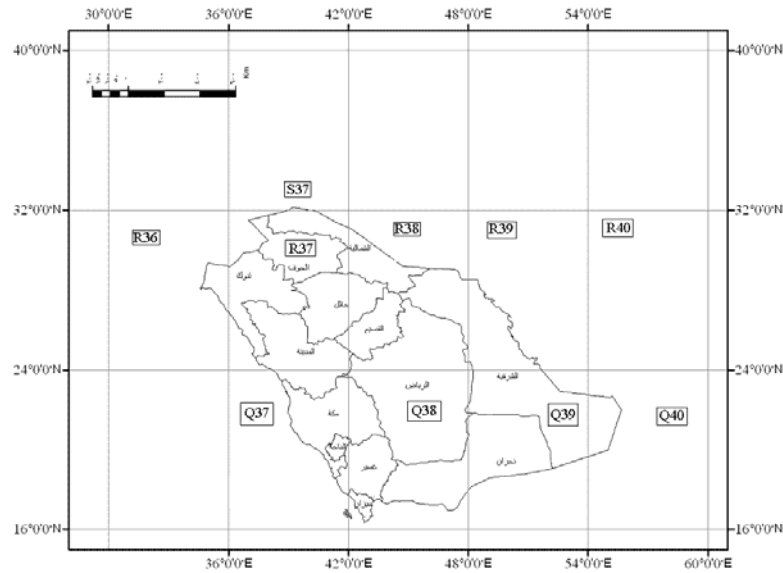 30°0'0"E 36°0'0"E 42°0'0"E 48°0'0"E 54°0'0"E
40°0'0"N 40°0'0"N
Km
S37
32°0'0"N 32°0'0"N
R36 R37 R38 R39 R40
الشمالية
الجوف
تبوك
حائل
القصيم
المدينة
24°0'0"N 24°0'0"N
الرياض
الشرقية
Q37 Q38 Q39 Q40
مكة
الباحة
عسير
نجران
جيزان
16°0'0"N 16°0'0"N
36°0'0"E 42°0'0"E 48°0'0"E 54°0'0"E 60°0'0"E